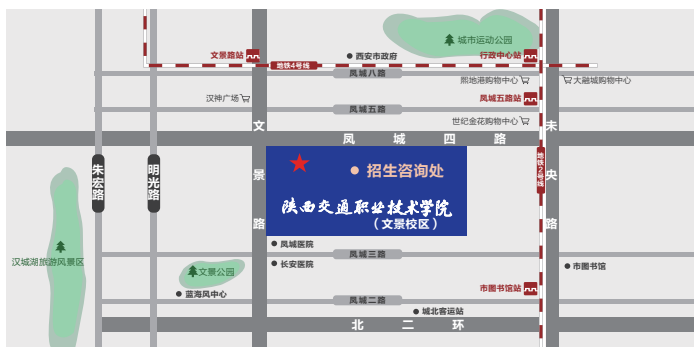 城市运动公园
文景路站
西安市政府
行政中心站
地铁4号线
凤城八路
熙地港购物中心
大融城购物中心
汉神广场
凤城五路站
凤城五路
世纪金花购物中心
文景路
未央路
凤城四路
地铁2号线
朱宏路
明光路
招生咨询处
陕西交通职业技术学院
（文景校区）
凤城医院
凤城三路
长安医院
汉城湖旅游风景区
文景公园
市图书馆
市图书馆站
蓝海风中心
凤城二路
城北客运站
北二环